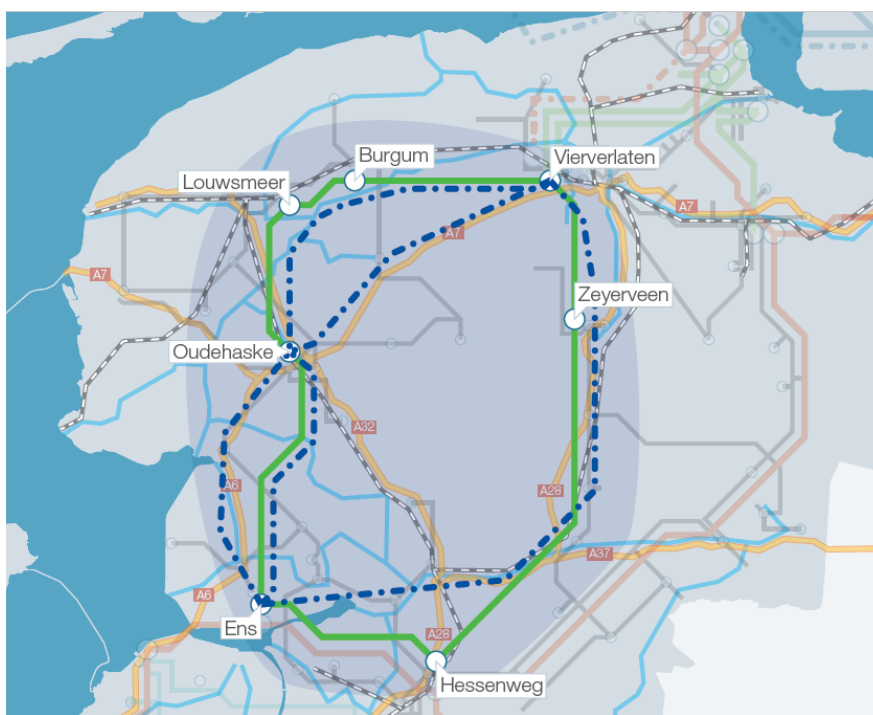 Burgum
Vierverlaten
Louwsmeer
A7
A7
A7
Zeyerveen
Oudehaske
A32
A6
A28
A37
A6
Ens
A28
Hessenweg